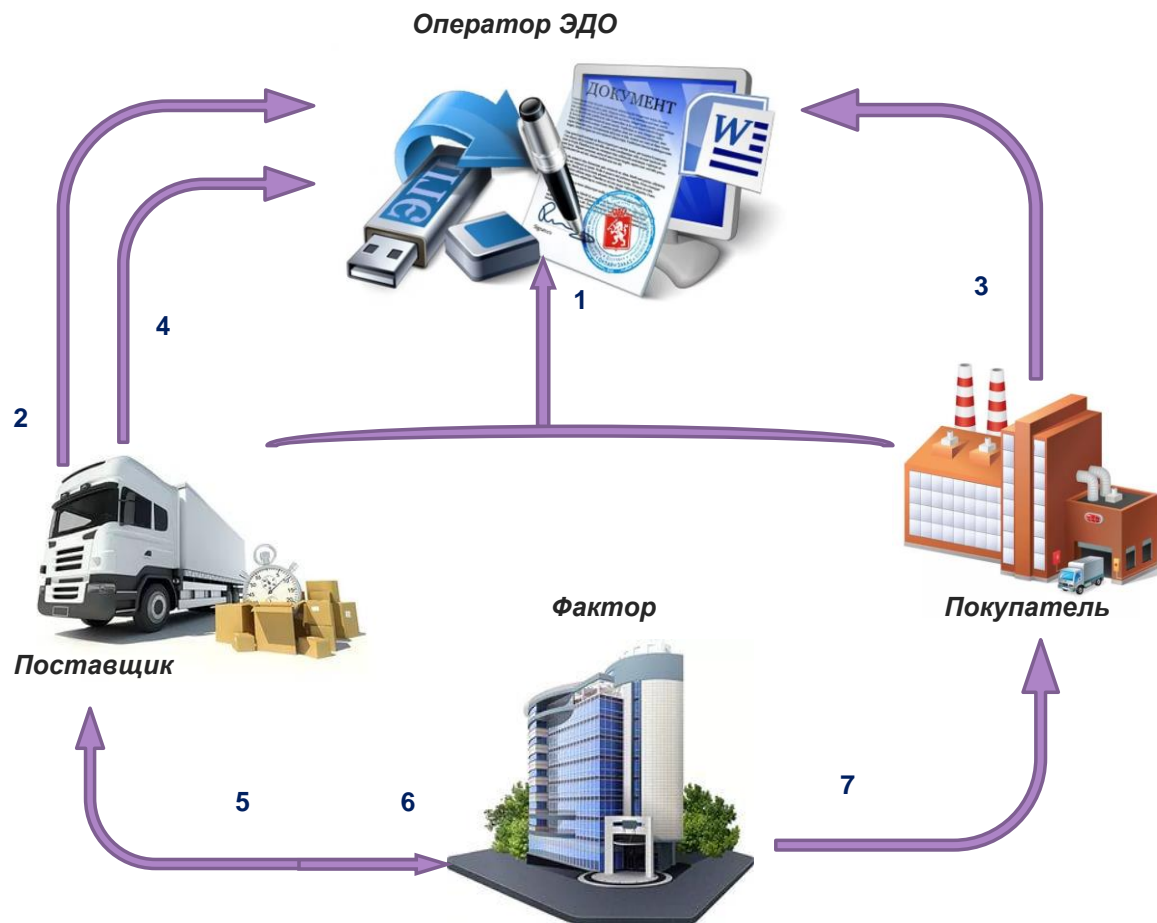 Оператор ЭДО
ДОКУМЕНТ
W
ЭЦП
1
3
4
2
Фактор
Покупатель
Поставщик
5
6
7